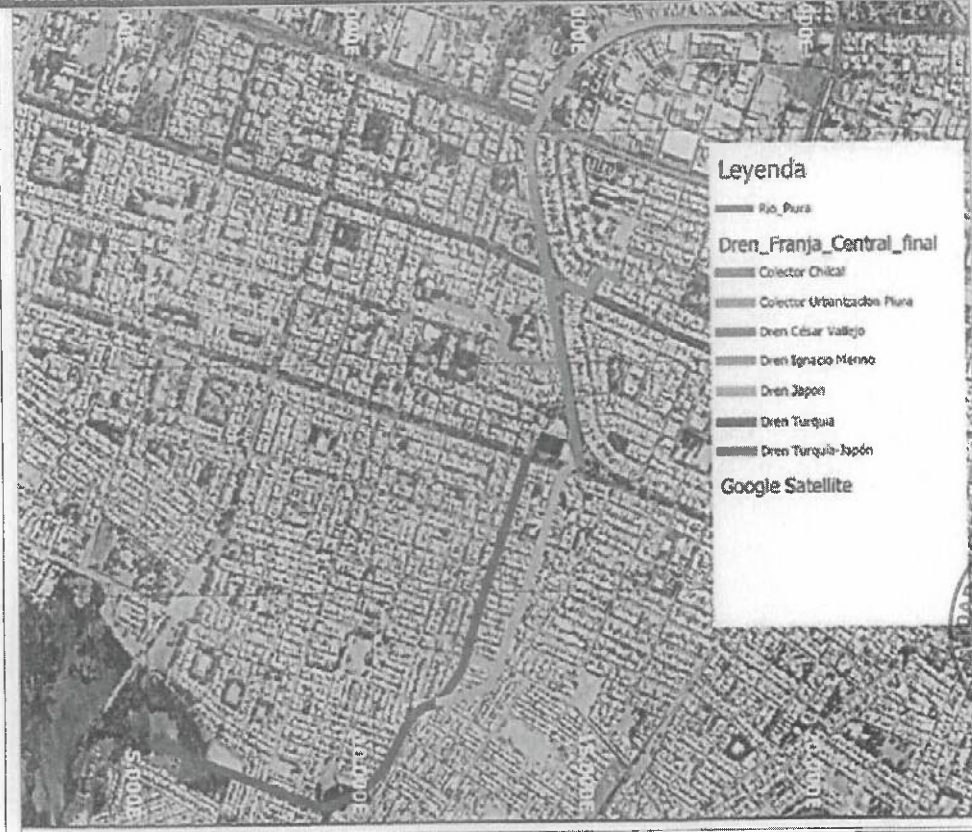 Leyenda
Rio_Piura
Dren_Franja_Central_final
Colector Chilcal
Colector Urbanizacion Piura
Dren César Vallejo
Dren Ignacio Merino
Dren Japon
Dren Turquia
Dren Turquia-Japón
Google Satellite